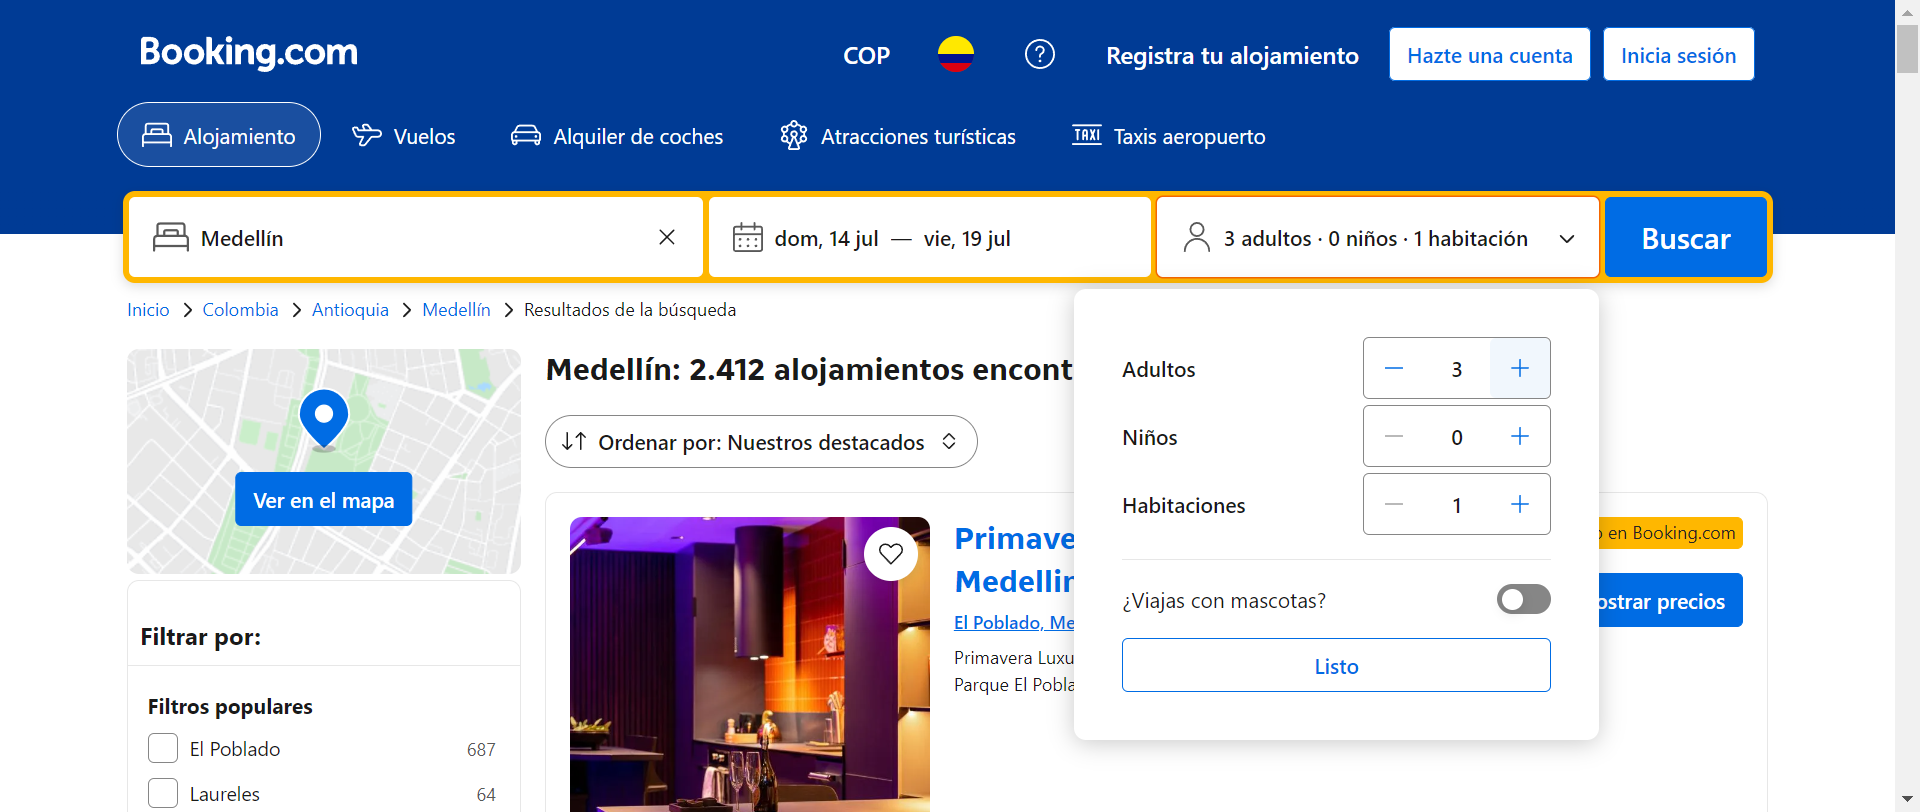 Booking.com
COP
Registra tu alojamiento
Hazte una cuenta
Inicia sesión
Alojamiento
Vuelos
Alquiler de coches
Atracciones turísticas
TAXI
Taxis aeropuerto
Medellín
dom, 14 jul — vie, 19 jul
3 adultos · 0 niños · 1 habitación
Buscar
Inicio
Colombia
Antioquia
Medellín
Resultados de la búsqueda
Ver en el mapa
Medellín: 2.412 alojamientos encont
Ordenar por: Nuestros destacados
Adultos
3
Niños
0
Habitaciones
1
¿Viajas con mascotas?
Listo
Filtrar por:
Filtros populares
El Poblado 687
Laureles 64
Primave
Medellin
El Poblado, Me
Primavera Luxu
Parque El Pobla
en Booking.com
ostrar precios